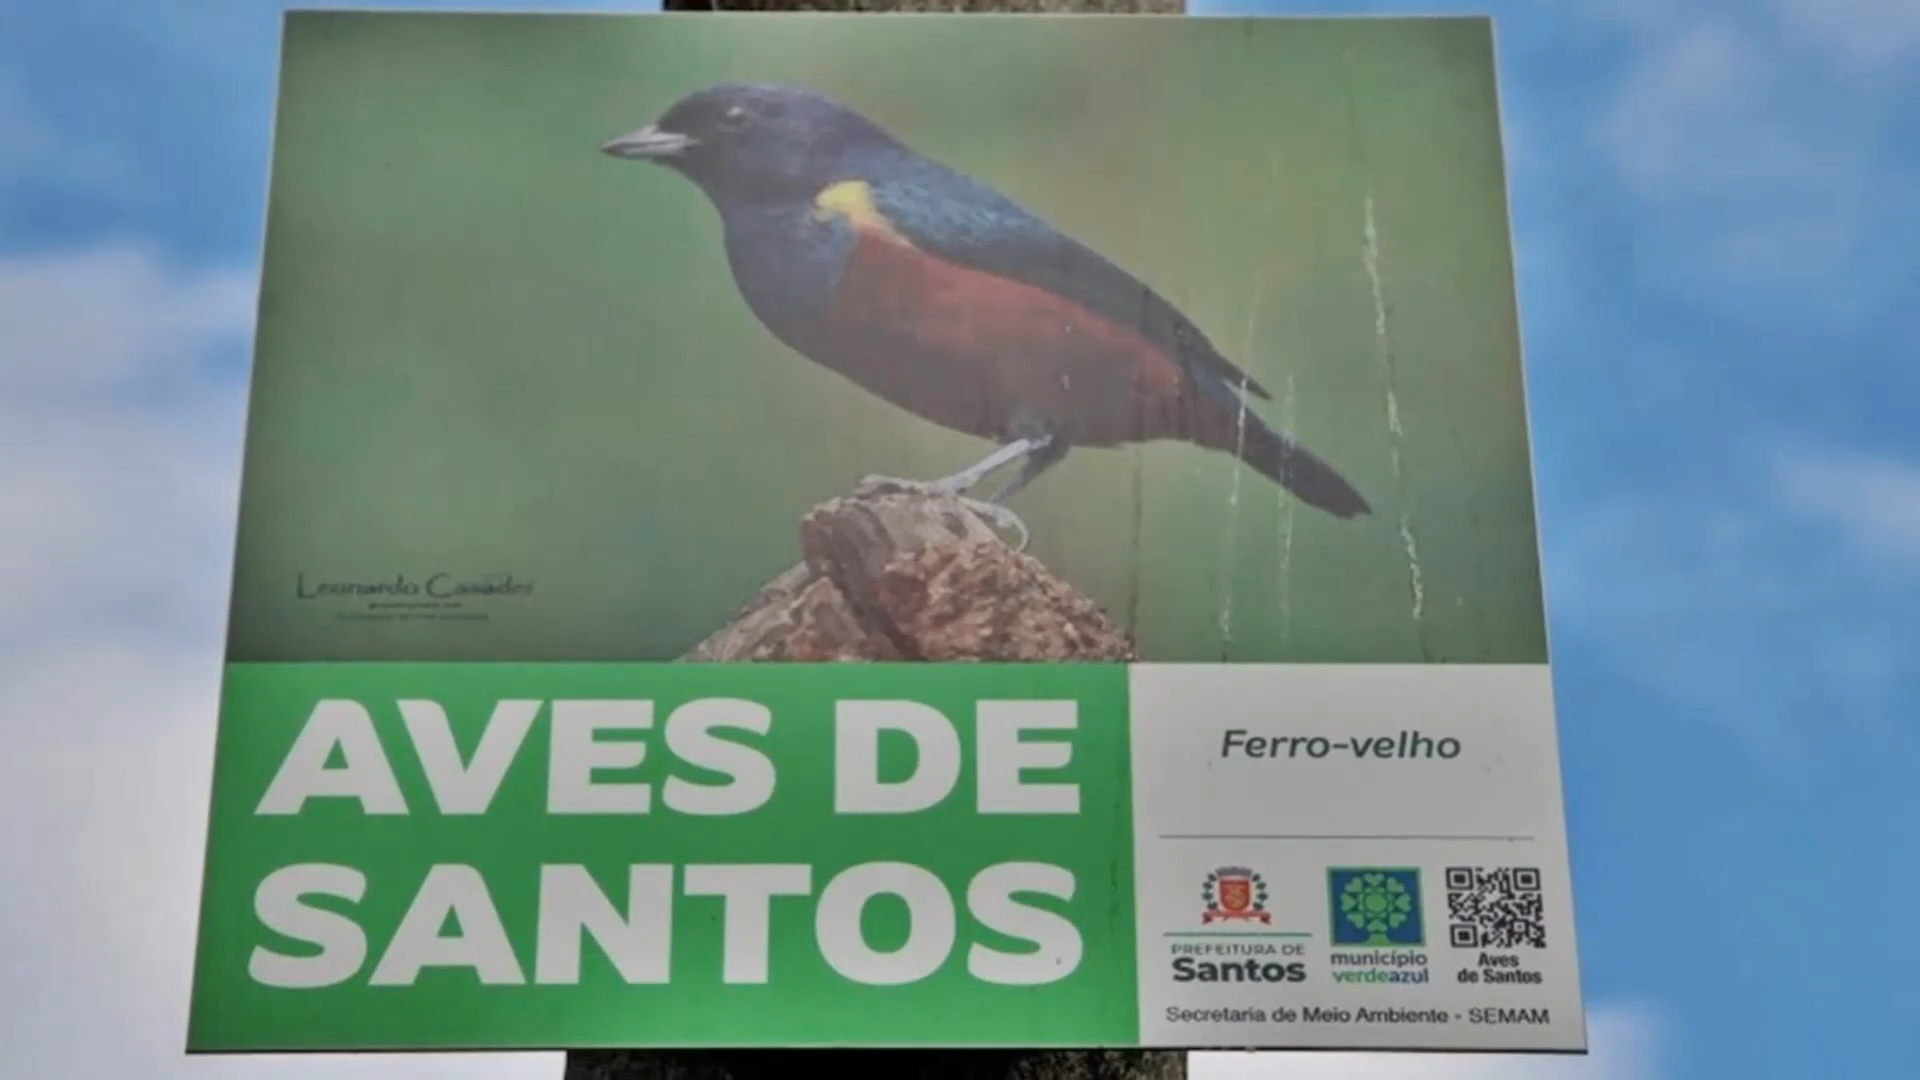 Leonardo Casadei
AVES DE
SANTOS
Ferro-velho
PREFEITURA DE
Santos
município
verdeazul
Aves
de Santos
Secretaria de Meio Ambiente - SEMAM